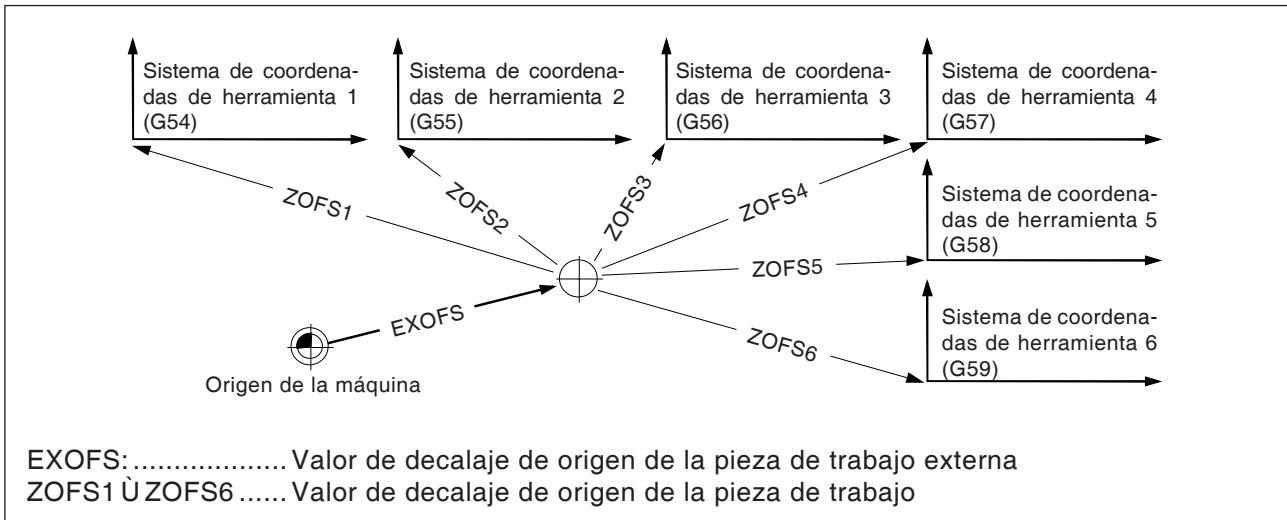 Sistema de coordena-
das de herramienta 1
(G54)
Sistema de coordena-
das de herramienta 2
(G55)
Sistema de coordena-
das de herramienta 3
(G56)
Sistema de coordena-
das de herramienta 4
(G57)
ZOFS1
ZOFS2
ZOFS3
ZOFS4
Sistema de coordena-
das de herramienta 5
(G58)
ZOFS5
EXOFS
ZOFS6
Sistema de coordena-
das de herramienta 6
(G59)
Origen de la máquina
EXOFS: ................... Valor de decalaje de origen de la pieza de trabajo externa
ZOFS1 Ù ZOFS6 ...... Valor de decalaje de origen de la pieza de trabajo